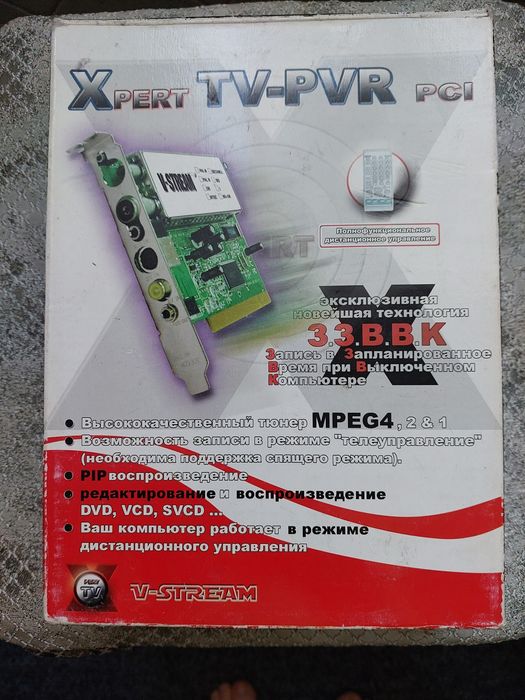 XPERT TV-PVR PCI
V-STREAM
Полнофункциональное
дистанционное управление
эксклюзивная
новейшая технология
З.З.В.В.К
Запись в Запланированное
Время при Выключенном
Компьютере
• Высококачественный тюнер MPEG4, 2 & 1
• Возможность записи в режиме "телеуправление"
(необходима поддержка спящего режима).
• PIP воспроизведение
• редактирование и воспроизведение
DVD, VCD, SVCD ...
• Ваш компьютер работает в режиме
дистанционного управления
XPERT
TV
V-STREAM